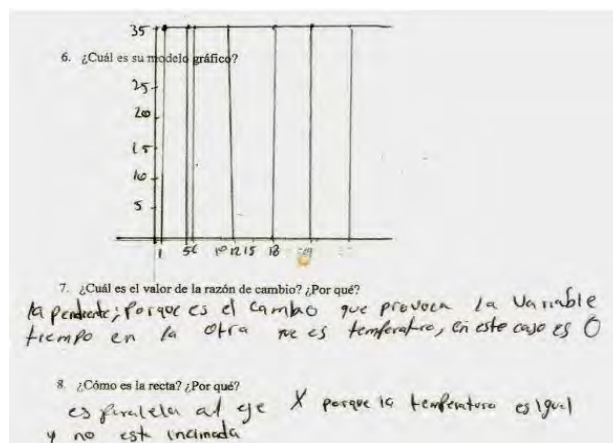 35
6. ¿Cuál es su modelo gráfico?
25
20
15
10
5
1 5 6 10 12 15 18
7. ¿Cuál es el valor de la razón de cambio? ¿Por qué?
la pendiente; porque es el cambio que provoca la variable
tiempo en la otra es temperatura, en este caso es 0
8. ¿Cómo es la recta? ¿Por qué?
es paralela al eje X porque la temperatura es igual
y no esta inclinada